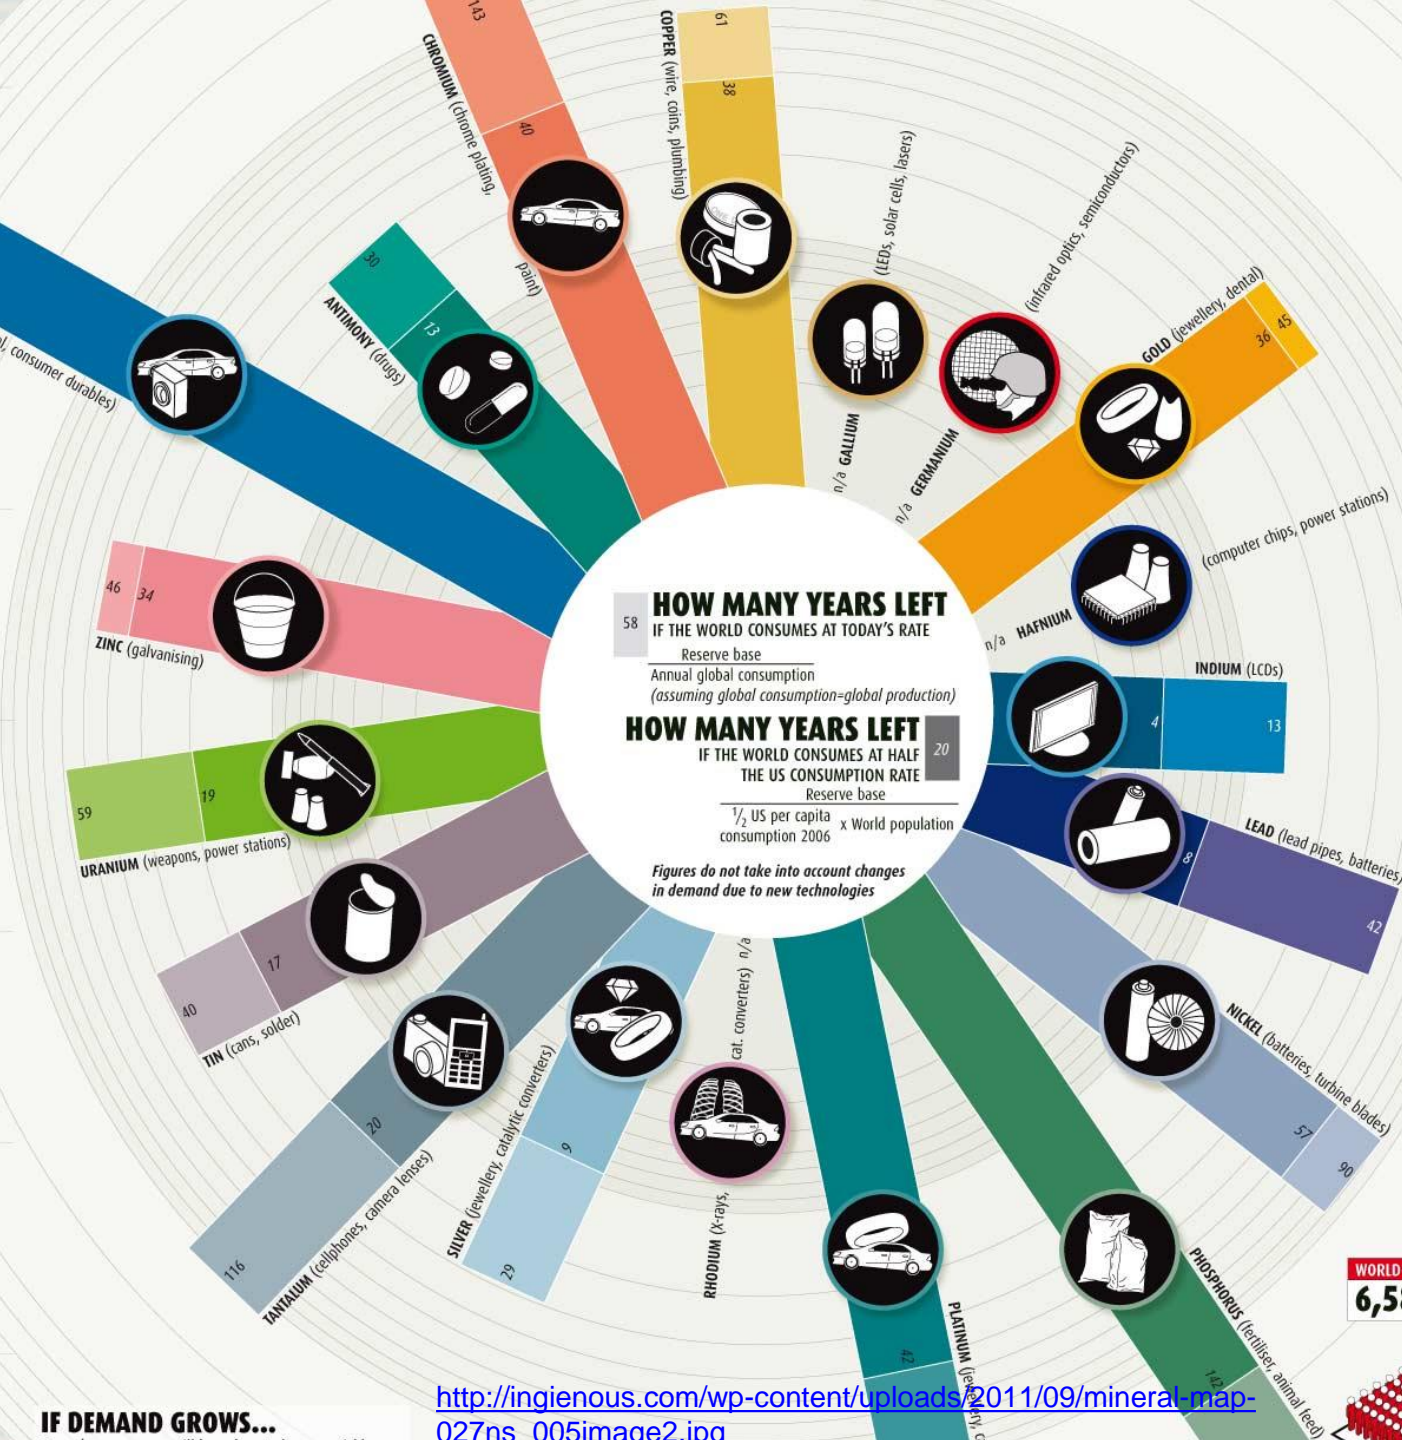 143
40
CHROMIUM (chrome plating,
paint)
61
38
COPPER (wire, coins, plumbing)
(LEDs, solar cells, lasers)
n/a GALLIUM
(infrared optics, semiconductors)
n/a GERMANIUM
GOLD (jewellery, dental)
36
45
(computer chips, power stations)
n/a HAFNIUM
INDIUM (LCDs)
4
13
LEAD (lead pipes, batteries)
8
42
NICKEL (batteries, turbine blades)
57
90
PHOSPHORUS (fertiliser, animal feed)
142
PLATINUM (jewellery, c
42
cat. converters) n/a
RHODIUM (X-rays,
SILVER (jewellery, catalytic converters)
9
29
TANTALUM (cellphones, camera lenses)
20
116
TIN (cans, solder)
17
40
URANIUM (weapons, power stations)
19
59
ZINC (galvanising)
34
46
consumer durables)
ANTIMONY (drugs)
13
30
58
HOW MANY YEARS LEFT
IF THE WORLD CONSUMES AT TODAY'S RATE
Reserve base
Annual global consumption
(assuming global consumption=global production)
HOW MANY YEARS LEFT
20
IF THE WORLD CONSUMES AT HALF
THE US CONSUMPTION RATE
Reserve base
1/2 US per capita
consumption 2006
x World population
Figures do not take into account changes
in demand due to new technologies
WORLD
6,5
IF DEMAND GROWS...
http://ingienous.com/wp-content/uploads/2011/09/mineral-map-
027ns_005image2.jpg